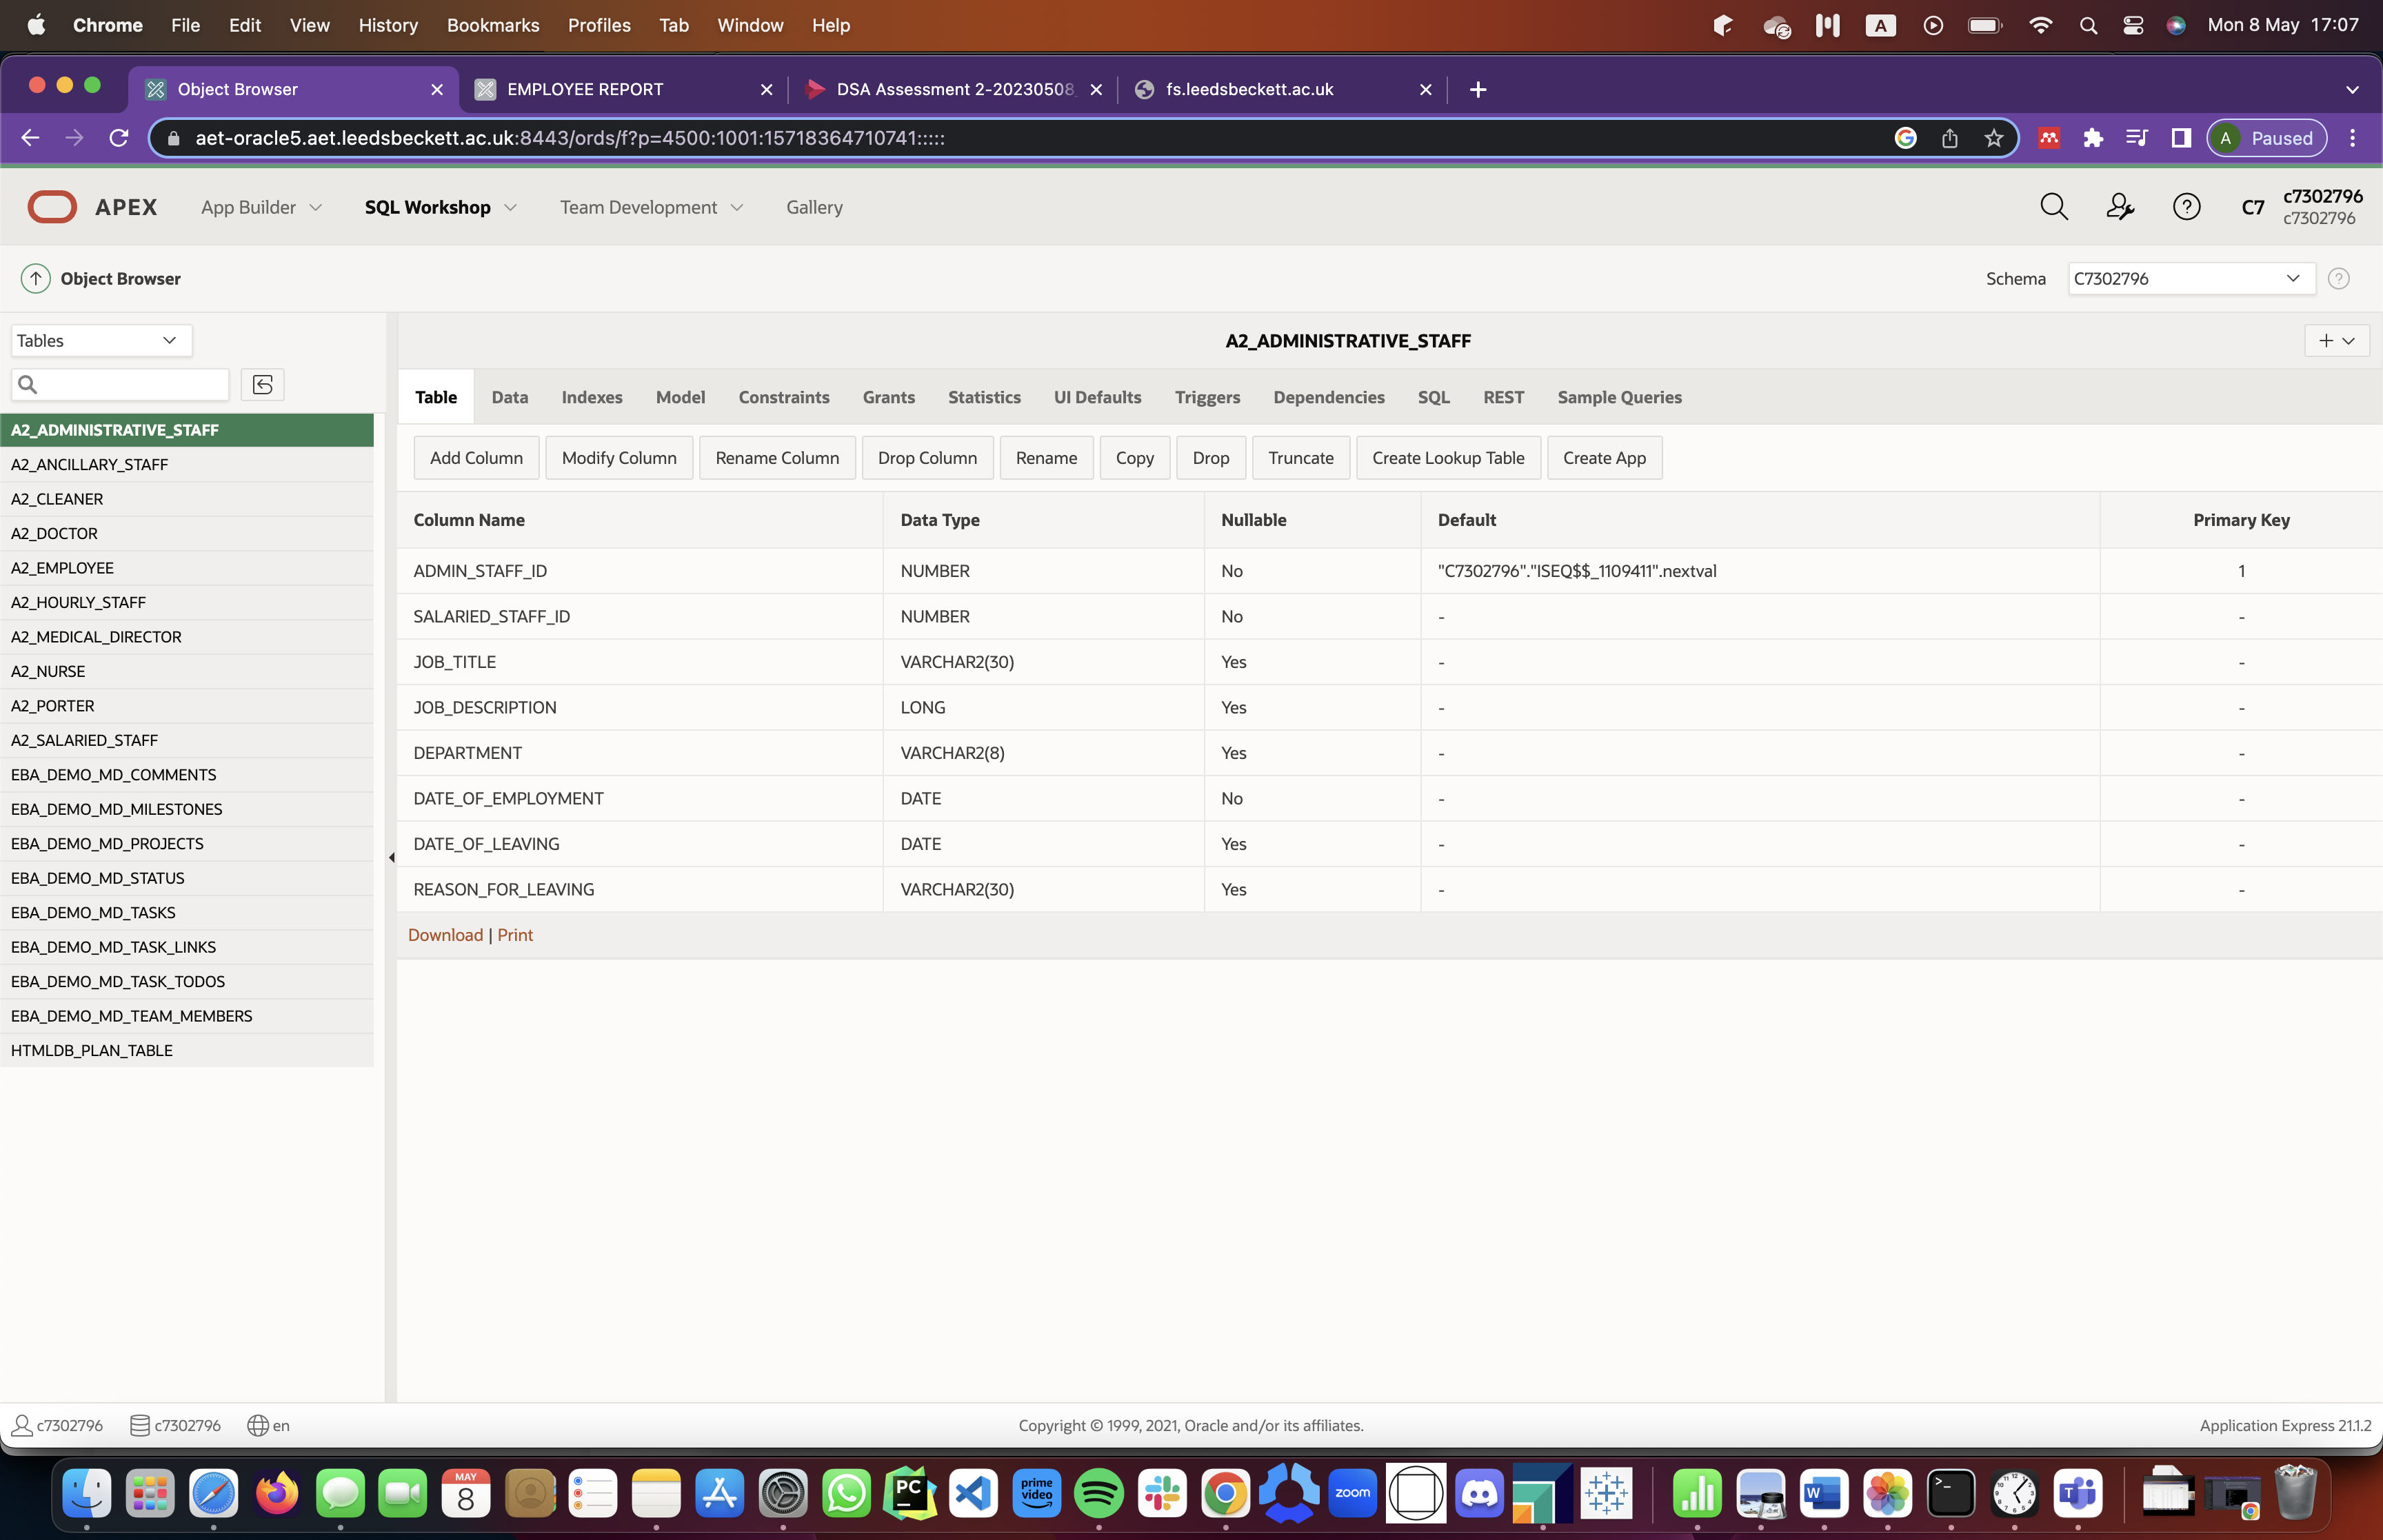 Chrome File Edit View History Bookmarks Profiles Tab Window Help A Mon 8 May 17:07
Object Browser EMPLOYEE REPORT DSA Assessment 2-20230508_ fs.leedsbeckett.ac.uk
aet-oracle5.aet.leedsbeckett.ac.uk:8443/ords/f?p=4500:1001:15718364710741::::: A Paused
APEX App Builder SQL Workshop Team Development Gallery C7 c7302796
c7302796
Object Browser Schema C7302796
Tables A2_ADMINISTRATIVE_STAFF
Table Data Indexes Model Constraints Grants Statistics UI Defaults Triggers Dependencies SQL REST Sample Queries
Add Column Modify Column Rename Column Drop Column Rename Copy Drop Truncate Create Lookup Table Create App
A2_ADMINISTRATIVE_STAFF
A2_ANCILLARY_STAFF
A2_CLEANER
A2_DOCTOR
A2_EMPLOYEE
A2_HOURLY_STAFF
A2_MEDICAL_DIRECTOR
A2_NURSE
A2_PORTER
A2_SALARIED_STAFF
EBA_DEMO_MD_COMMENTS
EBA_DEMO_MD_MILESTONES
EBA_DEMO_MD_PROJECTS
EBA_DEMO_MD_STATUS
EBA_DEMO_MD_TASKS
EBA_DEMO_MD_TASK_LINKS
EBA_DEMO_MD_TASK_TODOS
EBA_DEMO_MD_TEAM_MEMBERS
HTMLDB_PLAN_TABLE
Column Name Data Type Nullable Default Primary Key
ADMIN_STAFF_ID NUMBER No "C7302796"."ISEQ$$_1109411".nextval 1
SALARIED_STAFF_ID NUMBER No - -
JOB_TITLE VARCHAR2(30) Yes - -
JOB_DESCRIPTION LONG Yes - -
DEPARTMENT VARCHAR2(8) Yes - -
DATE_OF_EMPLOYMENT DATE No - -
DATE_OF_LEAVING DATE Yes - -
REASON_FOR_LEAVING VARCHAR2(30) Yes - -
Download | Print
c7302796 c7302796 en Copyright © 1999, 2021, Oracle and/or its affiliates. Application Express 21.1.2
MAY
8
PC
prime
video
zoom
W
T